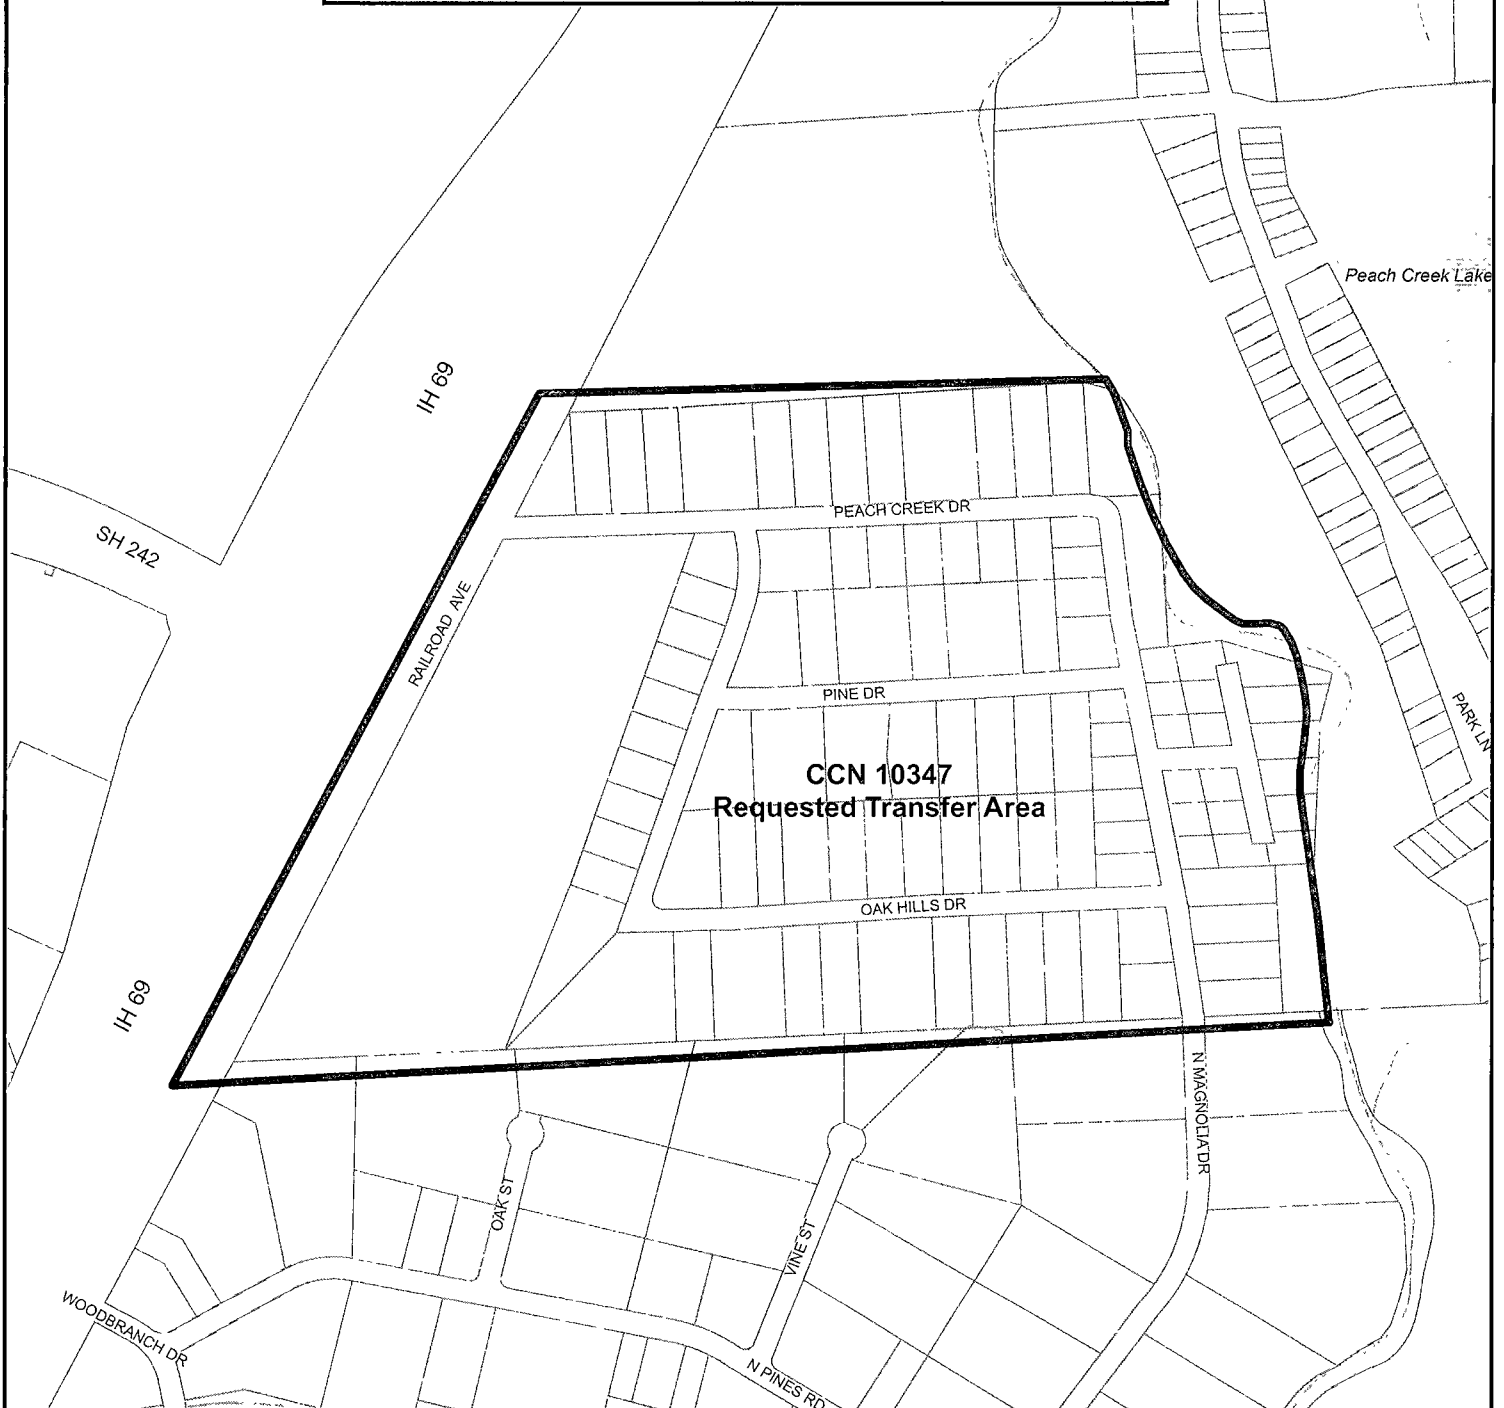 Peach Creek Lake
IH 69
PEACH CREEK DR
SH 242
RAILROAD AVE
PINE DR
PARK LN
CCN 10347
Requested Transfer Area
OAK HILLS DR
IH 69
N MAGNOLIA DR
OAK ST
VINE ST
WOODBRANCH DR
N PINES RD